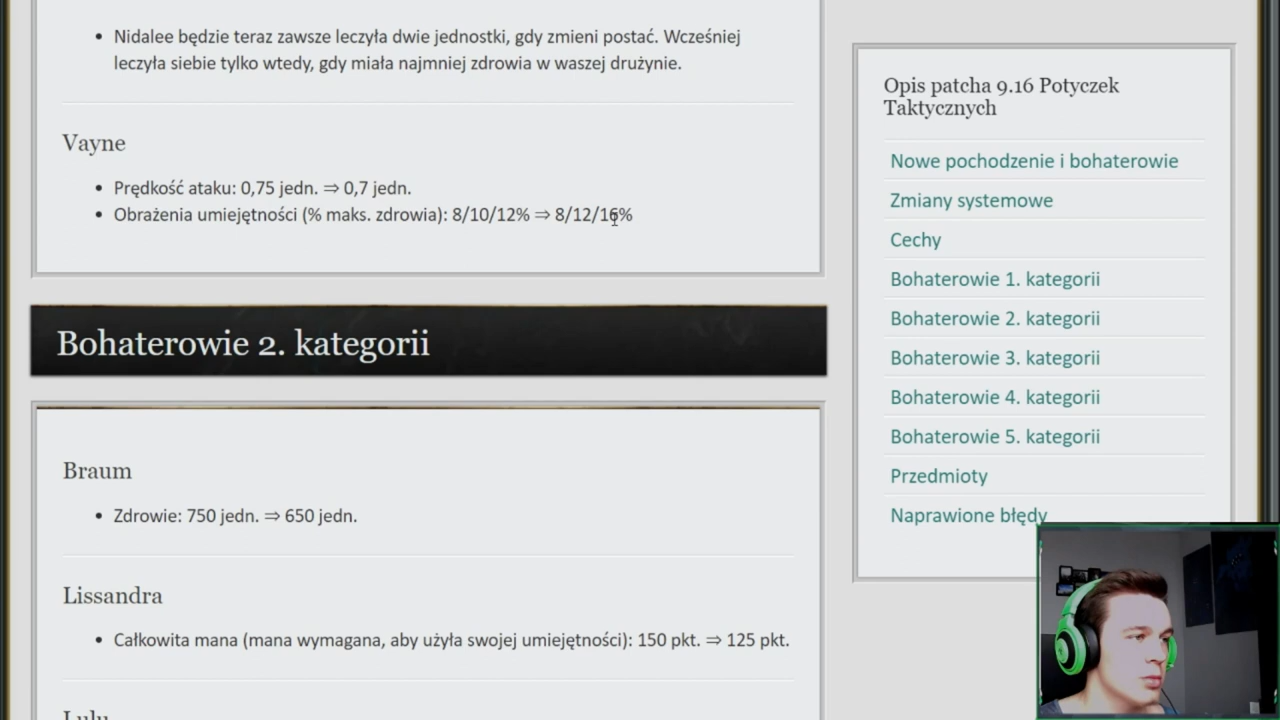 Nidalee będzie teraz zawsze leczyła dwie jednostki, gdy zmieni postać. Wcześniej
leczyła siebie tylko wtedy, gdy miała najmniej zdrowia w waszej drużynie.
Vayne
Prędkość ataku: 0,75 jedn. ⇒ 0,7 jedn.
Obrażenia umiejętności (% maks. zdrowia): 8/10/12% ⇒ 8/12/16%
Bohaterowie 2. kategorii
Braum
Zdrowie: 750 jedn. ⇒ 650 jedn.
Lissandra
Całkowita mana (mana wymagana, aby użyła swojej umiejętności): 150 pkt. ⇒ 125 pkt.
Lulu
Opis patcha 9.16 Potyczek
Taktycznych
Nowe pochodzenie i bohaterowie
Zmiany systemowe
Cechy
Bohaterowie 1. kategorii
Bohaterowie 2. kategorii
Bohaterowie 3. kategorii
Bohaterowie 4. kategorii
Bohaterowie 5. kategorii
Przedmioty
Naprawione błędy